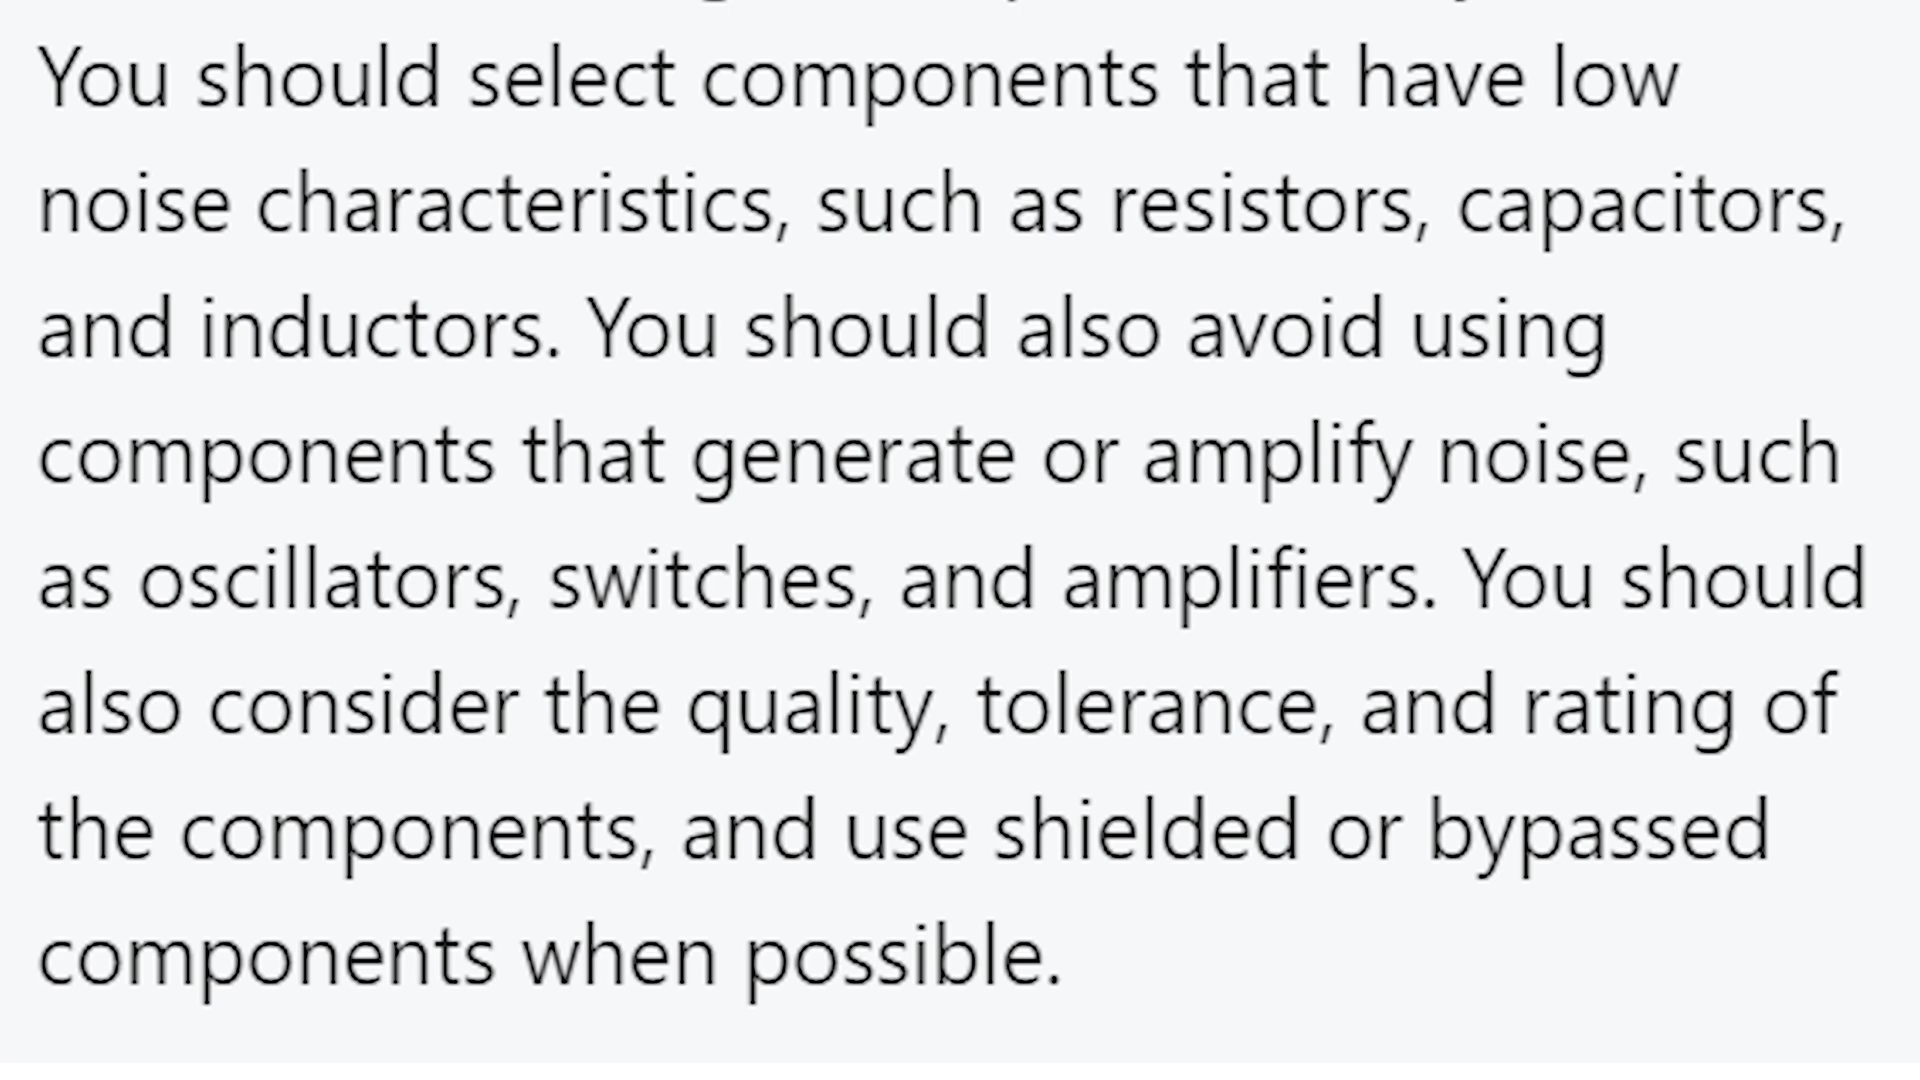 You should select components that have low
noise characteristics, such as resistors, capacitors,
and inductors. You should also avoid using
components that generate or amplify noise, such
as oscillators, switches, and amplifiers. You should
also consider the quality, tolerance, and rating of
the components, and use shielded or bypassed
components when possible.